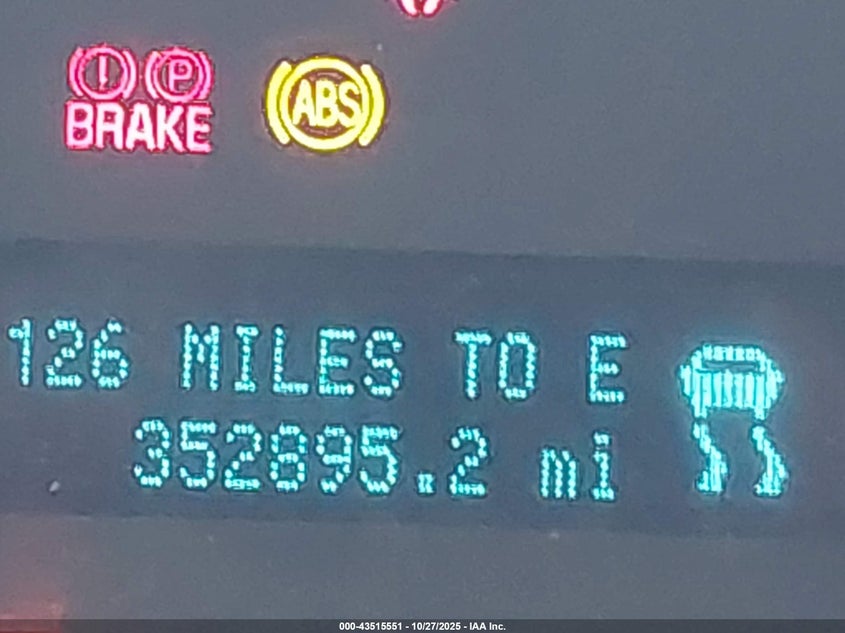 ! P
BRAKE
ABS
126 MILES TO E
352895.2 mi
000-43515551 - 10/27/2025 - IAA Inc.